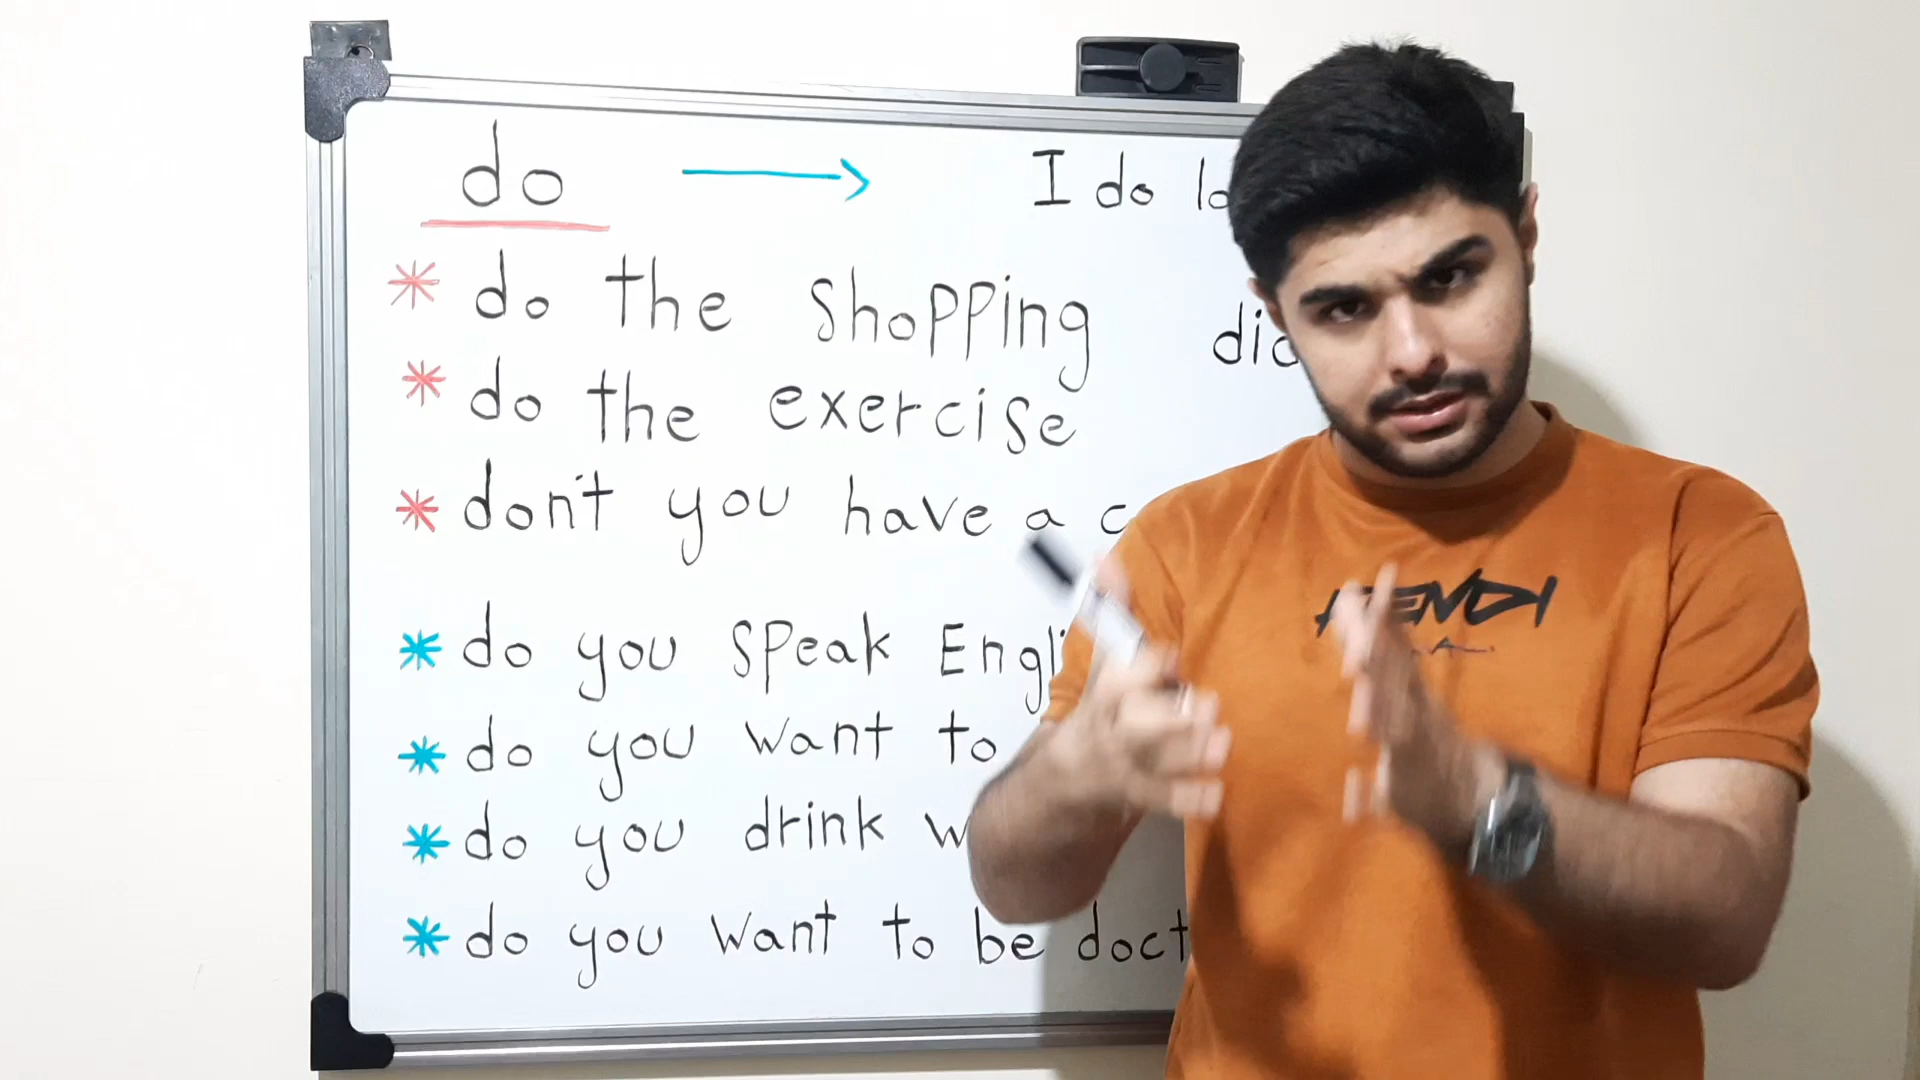 do → I do
do the shopping
do the exercise
don't you have a
do you speak
do you want to
do you drink
do you want to be